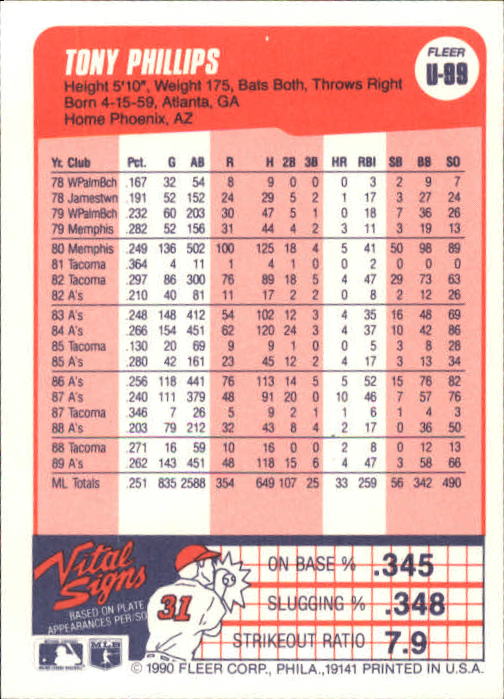 TONY PHILLIPS
FLEER
U-99
Height 5'10", Weight 175, Bats Both, Throws Right
Born 4-15-59, Atlanta, GA
Home Phoenix, AZ
Yr. Club Pct. G AB R H 2B 3B HR RBI SB BB SO
78 WPalmBch .167 32 54 8 9 0 0 0 3 2 9 7
78 Jamestwn .191 52 152 24 29 5 2 1 17 3 27 24
79 WPalmBch .232 60 203 30 47 5 1 0 18 7 36 26
79 Memphis .282 52 156 31 44 4 2 3 11 3 19 13
80 Memphis .249 136 502 100 125 18 4 5 41 50 98 89
81 Tacoma .364 4 11 1 4 1 0 0 2 0 0 0
82 Tacoma .297 86 300 76 89 18 5 4 47 29 73 63
82 A's .210 40 81 11 17 2 2 0 8 2 12 26
83 A's .248 148 412 54 102 12 3 4 35 16 48 69
84 A's .266 154 451 62 120 24 3 4 37 10 42 86
85 Tacoma .130 20 69 9 9 1 0 0 5 3 8 28
85 A's .280 42 161 23 45 12 2 4 17 3 13 34
86 A's .256 118 441 76 113 14 5 5 52 15 76 82
87 A's .240 111 379 48 91 20 0 10 46 7 57 76
87 Tacoma .346 7 26 5 9 2 1 1 6 1 4 3
88 A's .203 79 212 32 43 8 4 2 17 0 36 50
88 Tacoma .271 16 59 10 16 0 0 2 8 0 12 13
89 A's .262 143 451 48 118 15 6 4 47 3 58 66
ML Totals .251 835 2588 354 649 107 25 33 259 56 342 490
Vital
Signs
BASED ON PLATE
APPEARANCES PER/SO
31
69
ON BASE % .345
SLUGGING % .348
STRIKEOUT RATIO 7.9
MLB
© 1990 FLEER CORP., PHILA., 19141 PRINTED IN U.S.A.